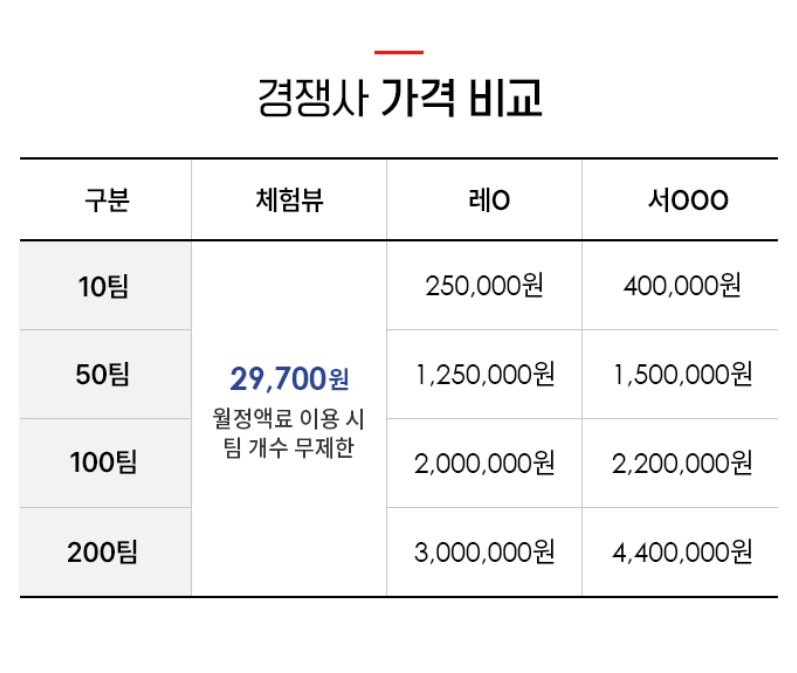 경쟁사 가격 비교
구분 체험뷰 레O 서OOO
10팀 250,000원 400,000원
50팀 1,250,000원 1,500,000원
29,700원
월정액료 이용 시
팀 개수 무제한
100팀 2,000,000원 2,200,000원
200팀 3,000,000원 4,400,000원